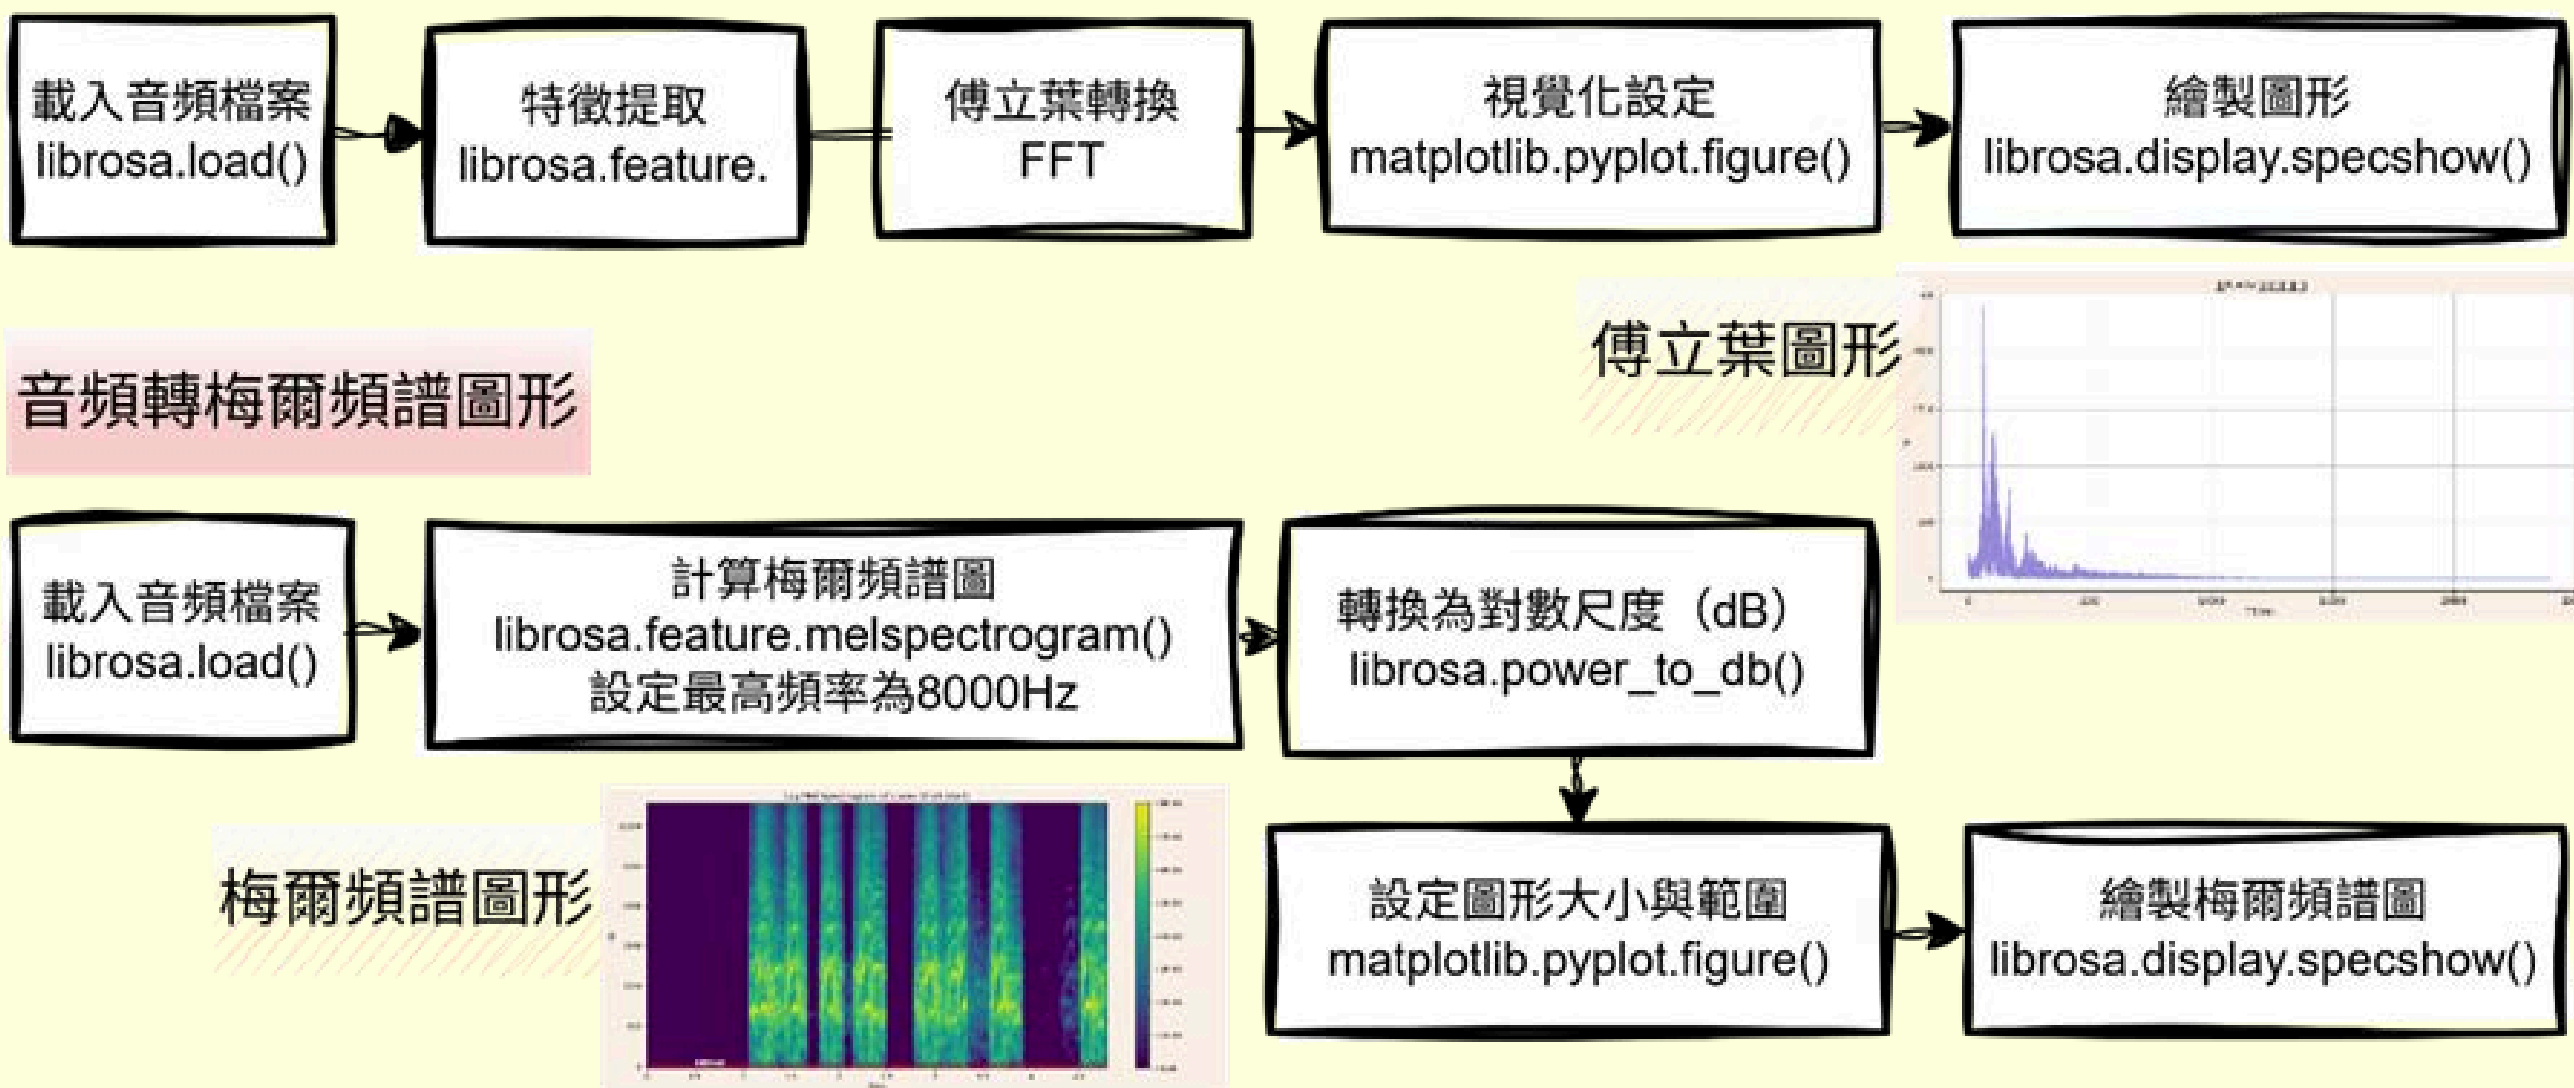 載入音頻檔案
librosa.load()
特徵提取
librosa.feature.
傅立葉轉換
FFT
視覺化設定
matplotlib.pyplot.figure()
繪製圖形
librosa.display.specshow()
傅立葉圖形
音頻轉梅爾頻譜圖形
載入音頻檔案
librosa.load()
計算梅爾頻譜圖
librosa.feature.melspectrogram()
設定最高頻率為8000Hz
轉換為對數尺度（dB）
librosa.power_to_db()
梅爾頻譜圖形
設定圖形大小與範圍
matplotlib.pyplot.figure()
繪製梅爾頻譜圖
librosa.display.specshow()